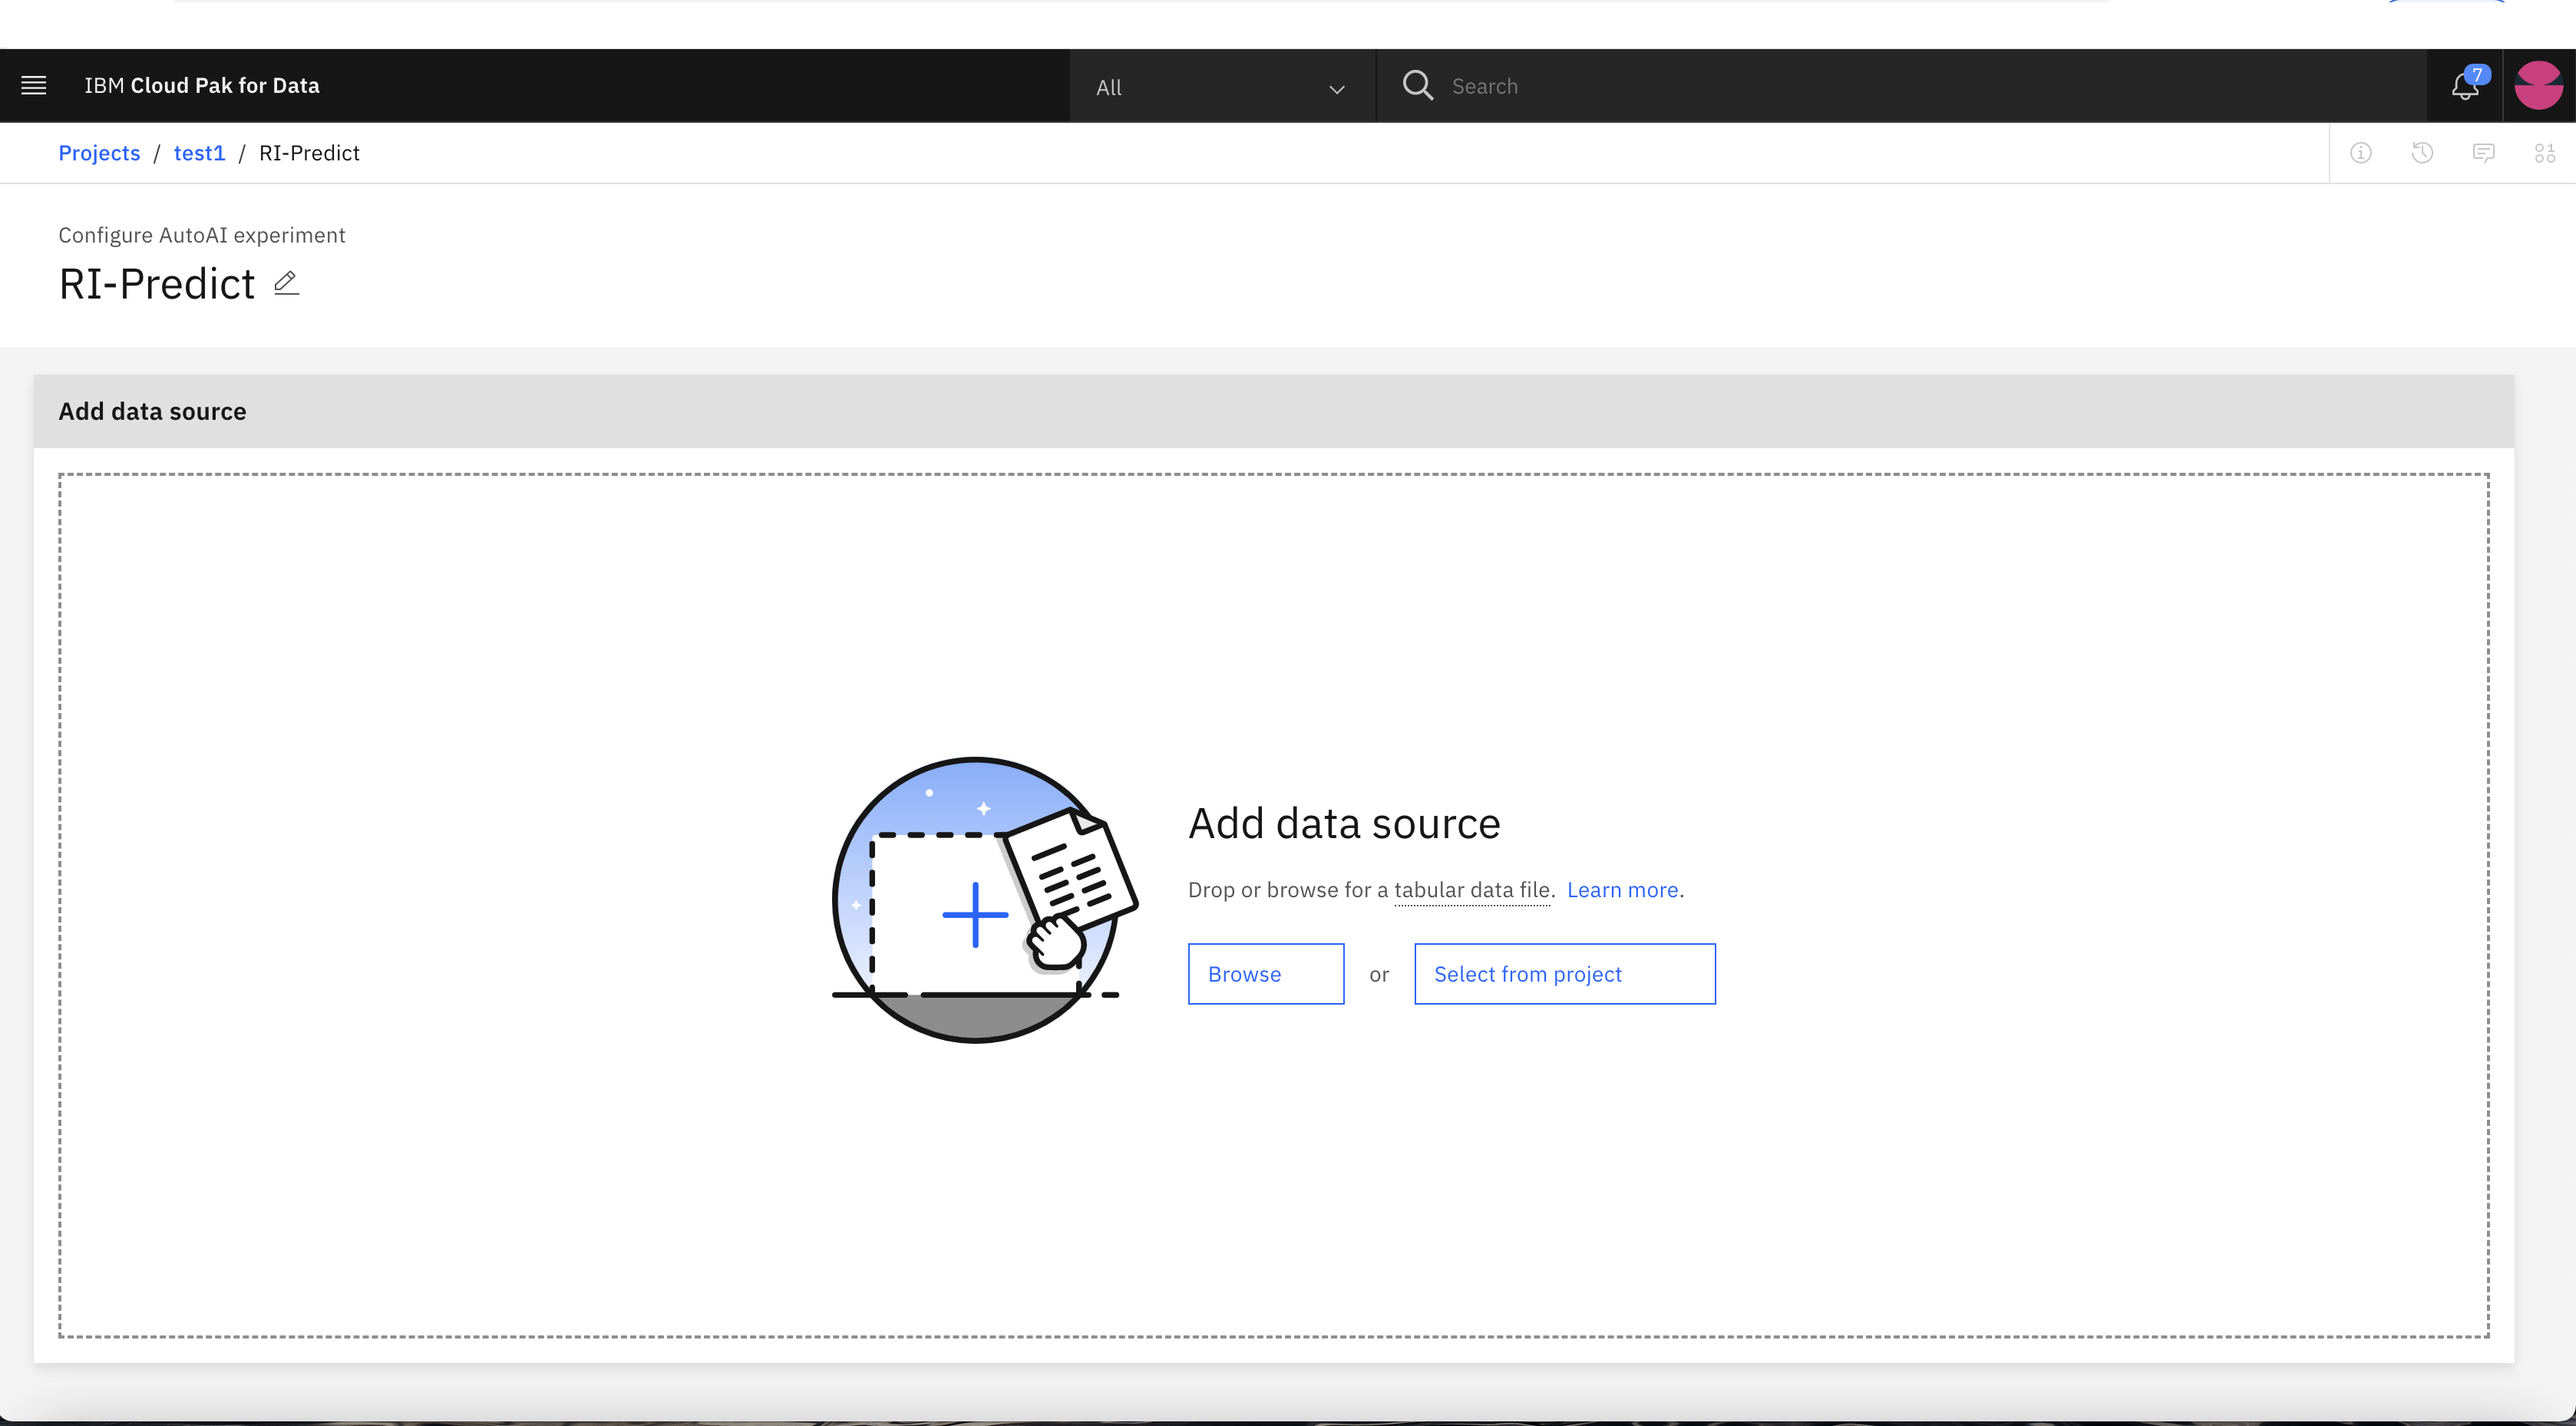 IBM Cloud Pak for Data
All
Search
7
Projects / test1 / RI-Predict
Configure AutoAI experiment
RI-Predict
Add data source
Add data source
Drop or browse for a tabular data file. Learn more.
Browse or Select from project